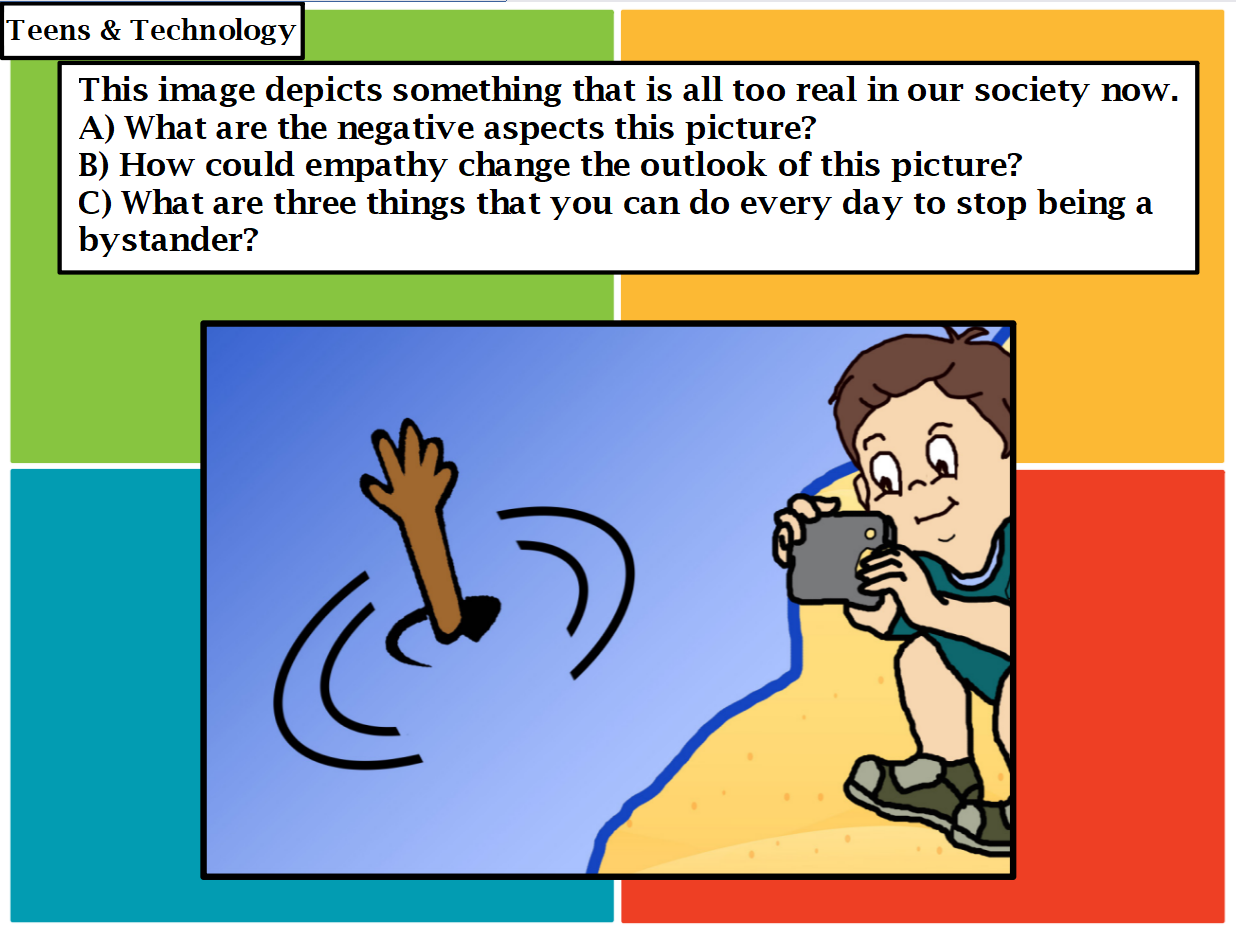 Teens & Technology
This image depicts something that is all too real in our society now.
A) What are the negative aspects this picture?
B) How could empathy change the outlook of this picture?
C) What are three things that you can do every day to stop being a
bystander?